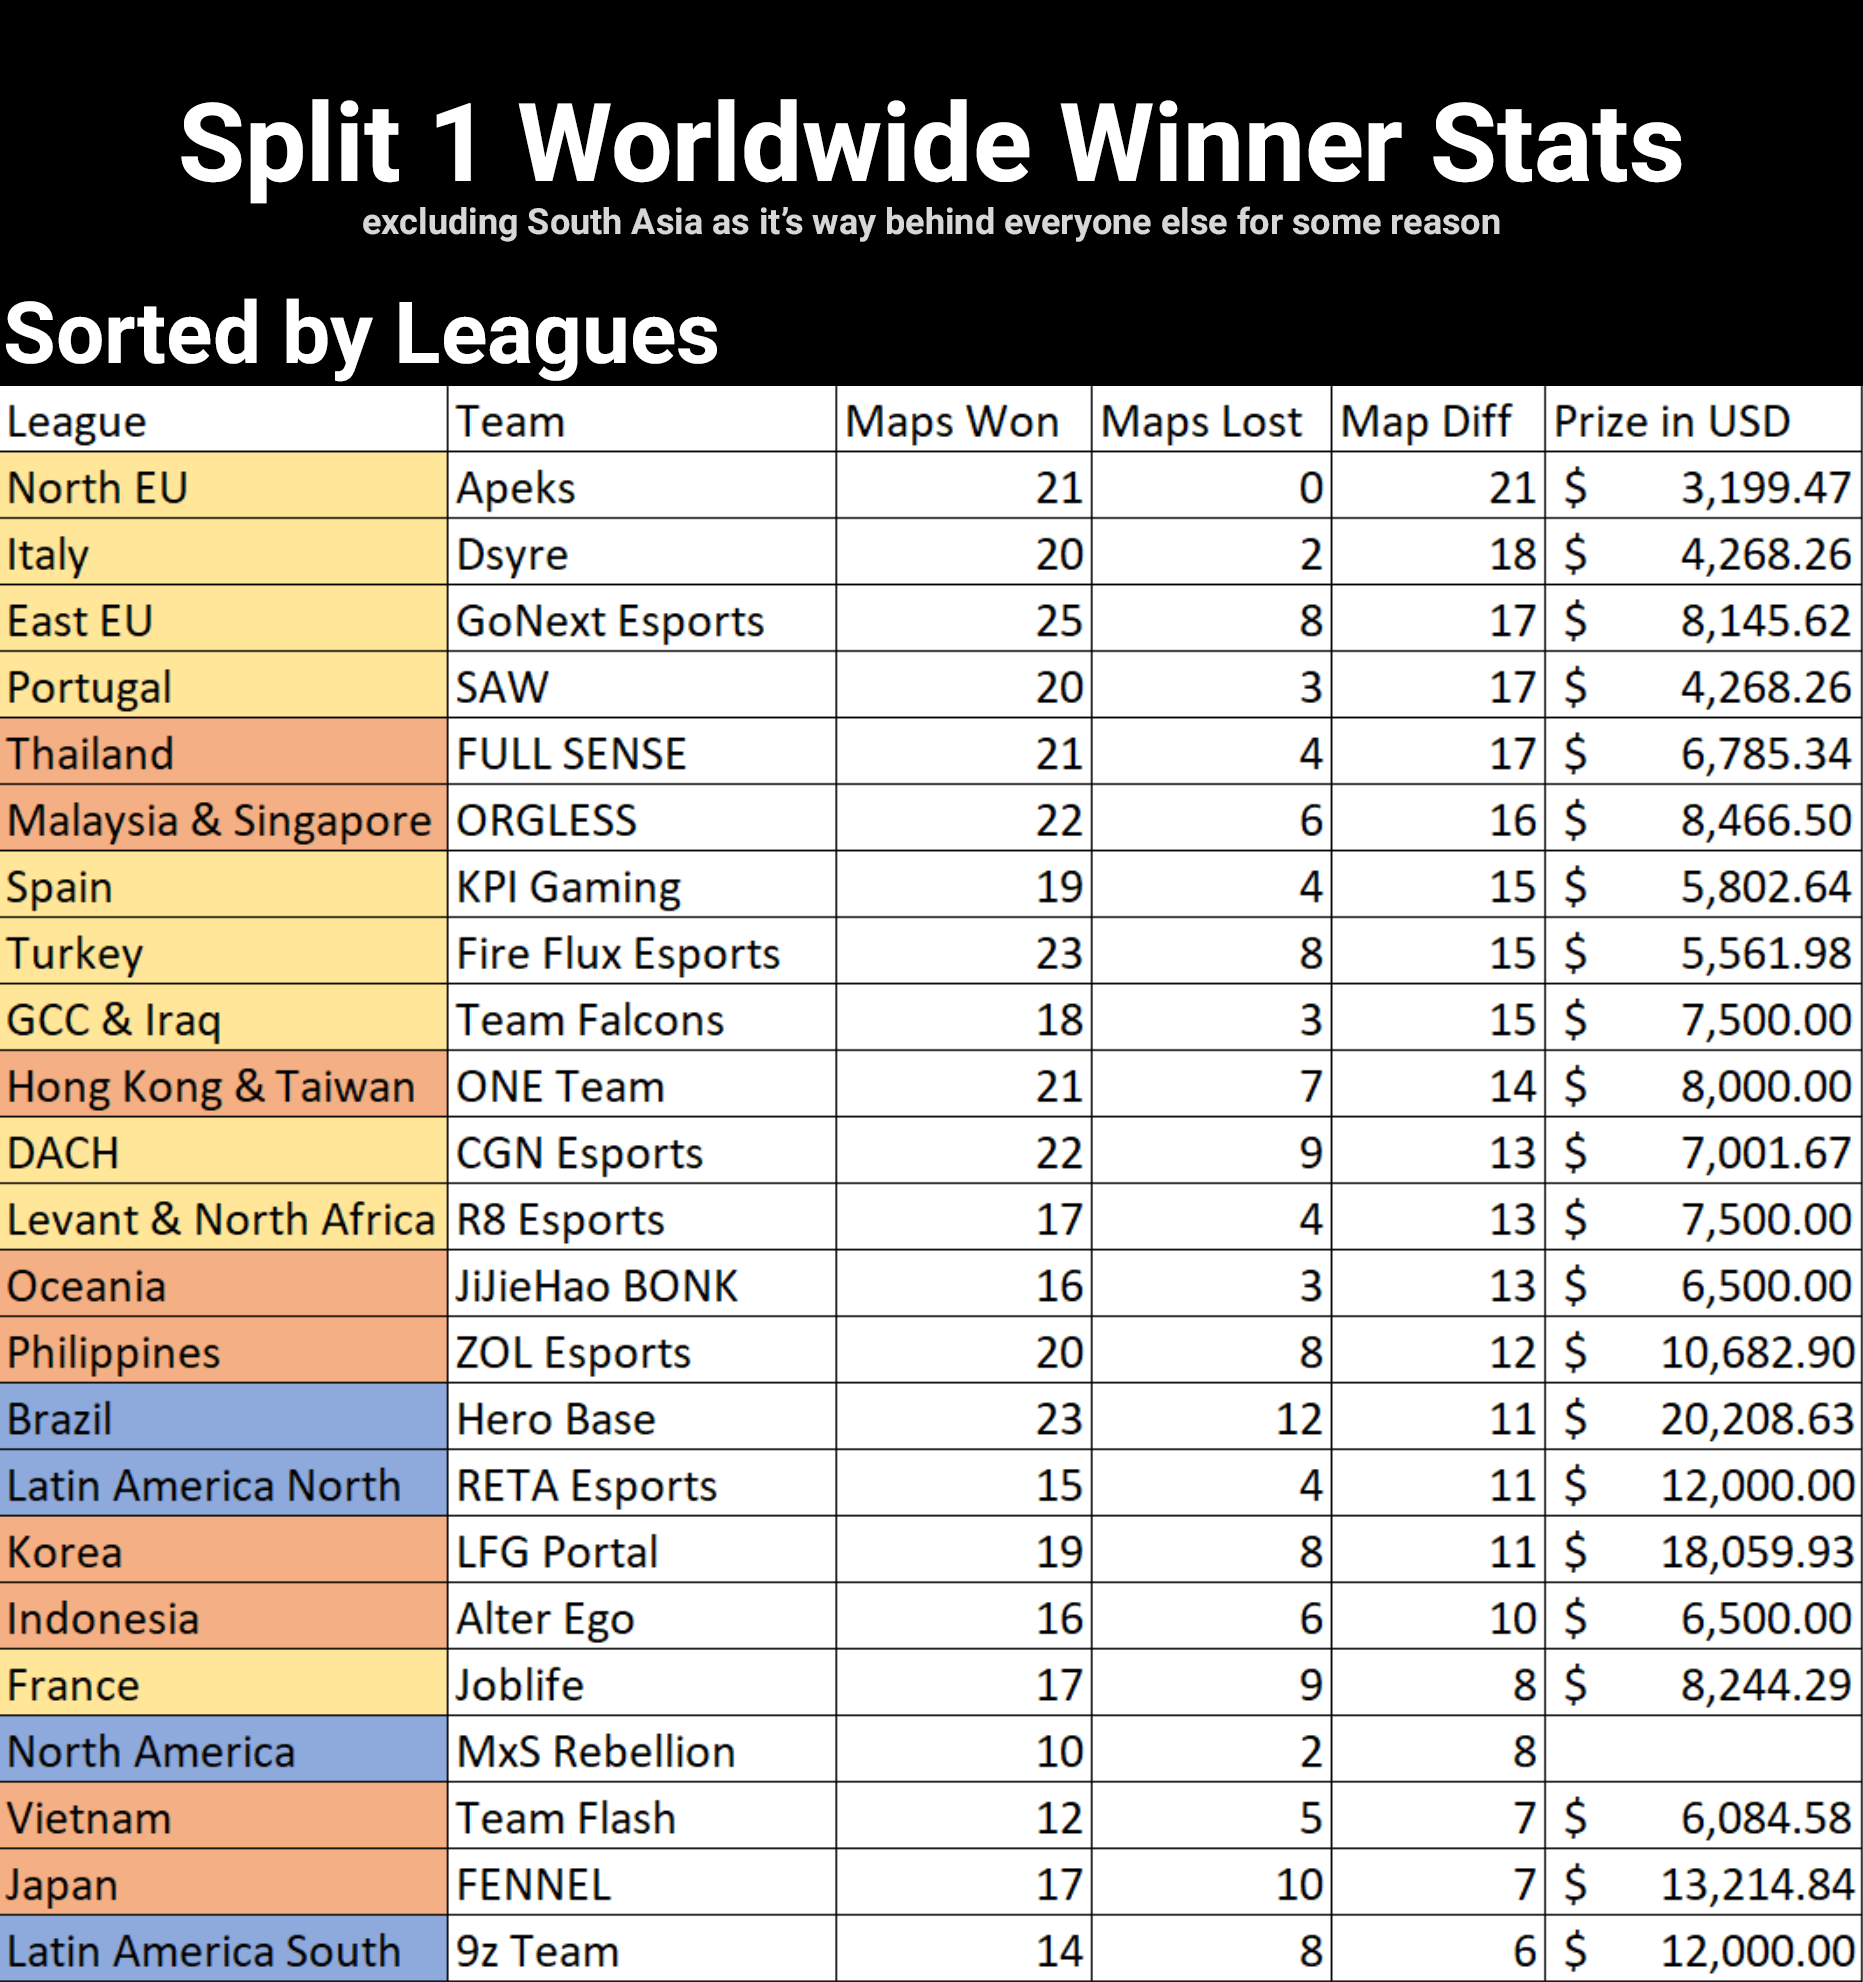 Split 1 Worldwide Winner Stats
excluding South Asia as it’s way behind everyone else for some reason
Sorted by Leagues
League Team Maps Won Maps Lost Map Diff Prize in USD
North EU Apeks 21 0 21 $ 3,199.47
Italy Dsyre 20 2 18 $ 4,268.26
East EU GoNext Esports 25 8 17 $ 8,145.62
Portugal SAW 20 3 17 $ 4,268.26
Thailand FULL SENSE 21 4 17 $ 6,785.34
Malaysia & Singapore ORGLESS 22 6 16 $ 8,466.50
Spain KPI Gaming 19 4 15 $ 5,802.64
Turkey Fire Flux Esports 23 8 15 $ 5,561.98
GCC & Iraq Team Falcons 18 3 15 $ 7,500.00
Hong Kong & Taiwan ONE Team 21 7 14 $ 8,000.00
DACH CGN Esports 22 9 13 $ 7,001.67
Levant & North Africa R8 Esports 17 4 13 $ 7,500.00
Oceania JiJieHao BONK 16 3 13 $ 6,500.00
Philippines ZOL Esports 20 8 12 $ 10,682.90
Brazil Hero Base 23 12 11 $ 20,208.63
Latin America North RETA Esports 15 4 11 $ 12,000.00
Korea LFG Portal 19 8 11 $ 18,059.93
Indonesia Alter Ego 16 6 10 $ 6,500.00
France Joblife 17 9 8 $ 8,244.29
North America MxS Rebellion 10 2 8
Vietnam Team Flash 12 5 7 $ 6,084.58
Japan FENNEL 17 10 7 $ 13,214.84
Latin America South 9z Team 14 8 6 $ 12,000.00